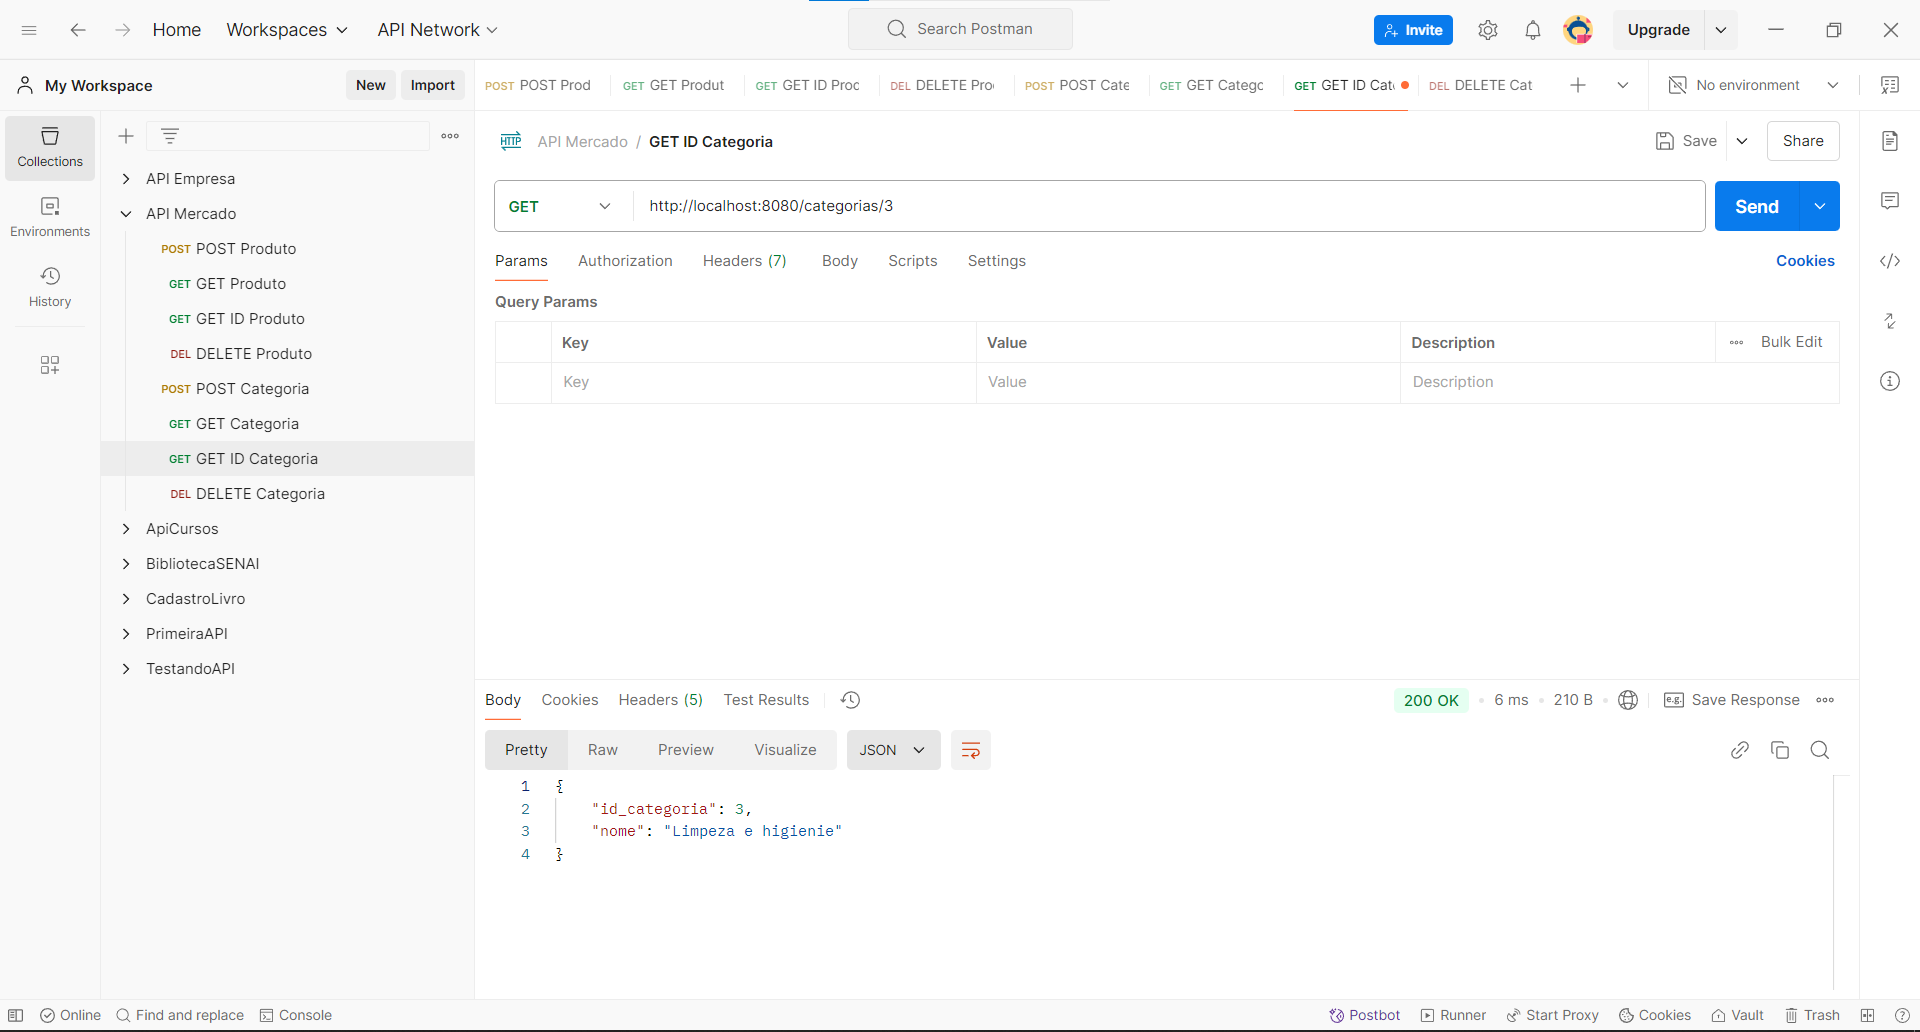 Home
Workspaces
API Network
Search Postman
Invite
Upgrade
My Workspace
New
Import
POST POST Prod
GET GET Produt
GET GET ID Proc
DEL DELETE Pro
POST POST Cate
GET GET Catego
GET GET ID Cat
DEL DELETE Cat
No environment
Collections
Environments
History
API Empresa
API Mercado
POST POST Produto
GET GET Produto
GET GET ID Produto
DEL DELETE Produto
POST POST Categoria
GET GET Categoria
GET GET ID Categoria
DEL DELETE Categoria
ApiCursos
BibliotecaSENAI
CadastroLivro
PrimeiraAPI
TestandoAPI
HTTP API Mercado / GET ID Categoria
Save
Share
GET
http://localhost:8080/categorias/3
Send
Params Authorization Headers (7) Body Scripts Settings
Cookies
Query Params
Key Value Description Bulk Edit
Key Value Description
Body Cookies Headers (5) Test Results
200 OK 6 ms 210 B e.g. Save Response
Pretty Raw Preview Visualize JSON
1 {
2 "id_categoria": 3,
3 "nome": "Limpeza e higienie"
4 }
Online Find and replace Console
Postbot Runner Start Proxy Cookies Vault Trash